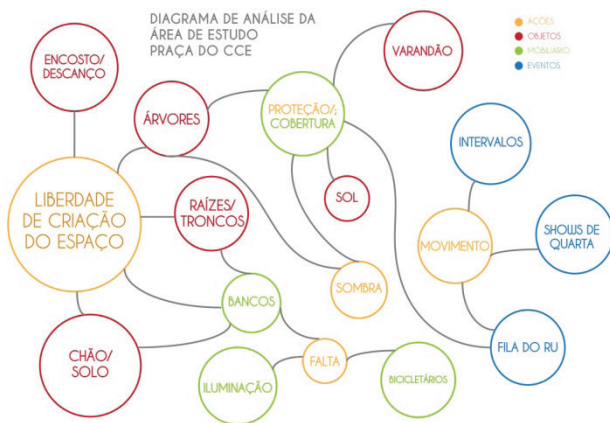 DIAGRAMA DE ANÁLISE DA
ÁREA DE ESTUDO
PRAÇA DO CCE
AÇÕES
OBJETOS
MOBILIÁRIO
EVENTOS
ENCOSTO/
DESCANÇO
VARANDÃO
ÁRVORES
PROTEÇÃO/;
COBERTURA
INTERVALOS
LIBERDADE
DE CRIAÇÃO
DO ESPAÇO
RAÍZES/
TRONCOS
SOL
MOVIMENTO
SHOWS DE
QUARTA
BANCOS
SOMBRA
CHÃO/
SOLO
FALTA
FILA DO RU
ILUMINAÇÃO
BICICLETÁRIOS